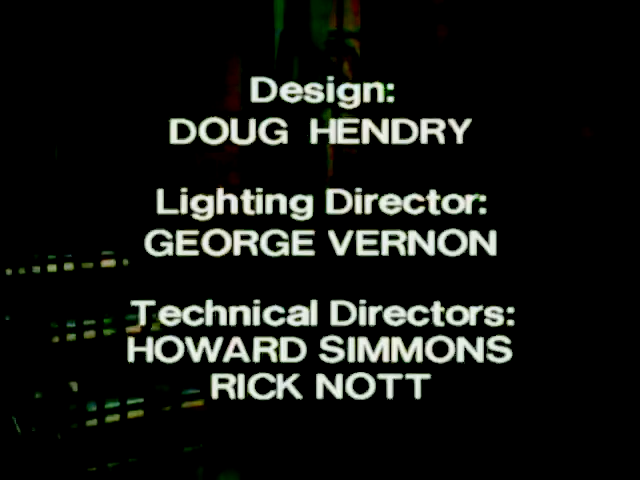 Design:
DOUG HENDRY
Lighting Director:
GEORGE VERNON
Technical Directors:
HOWARD SIMMONS
RICK NOTT